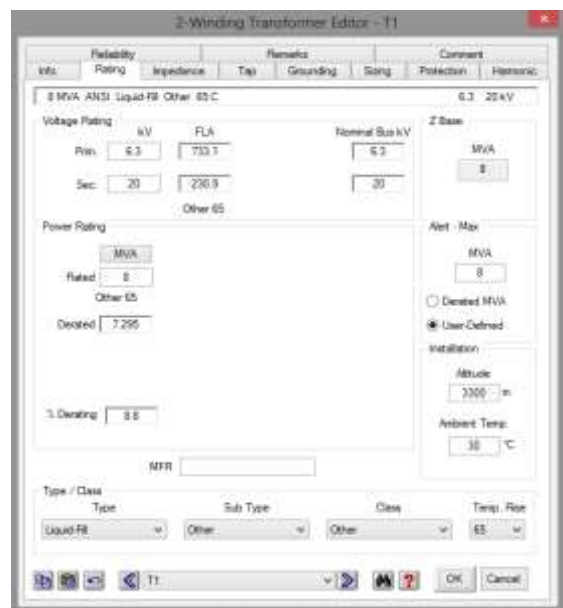 2-Winding Transformer Editor - T1
Reliability Remarks Comment
Info Rating Impedance Tap Grounding Sizing Protection Harmonic
8 MVA ANSI Liquid-Fill Other 65 C 6.3 20 kV
Voltage Rating
Z Base
kV FLA Nominal Bus kV
MVA
Prim. 6.3 733.1 6.3
8
Sec. 20 230.9 20
Other 65
Power Rating
Alert - Max
MVA
MVA
Rated 8
8
Other 65
Derated MVA
Derated 7.295
User-Defined
Installation
Altitude
3300 m
% Derating 8.8
Ambient Temp.
30 °C
MFR
Type / Class
Type Sub Type Class Temp. Rise
Liquid-Fill Other Other 65
T1
? OK Cancel